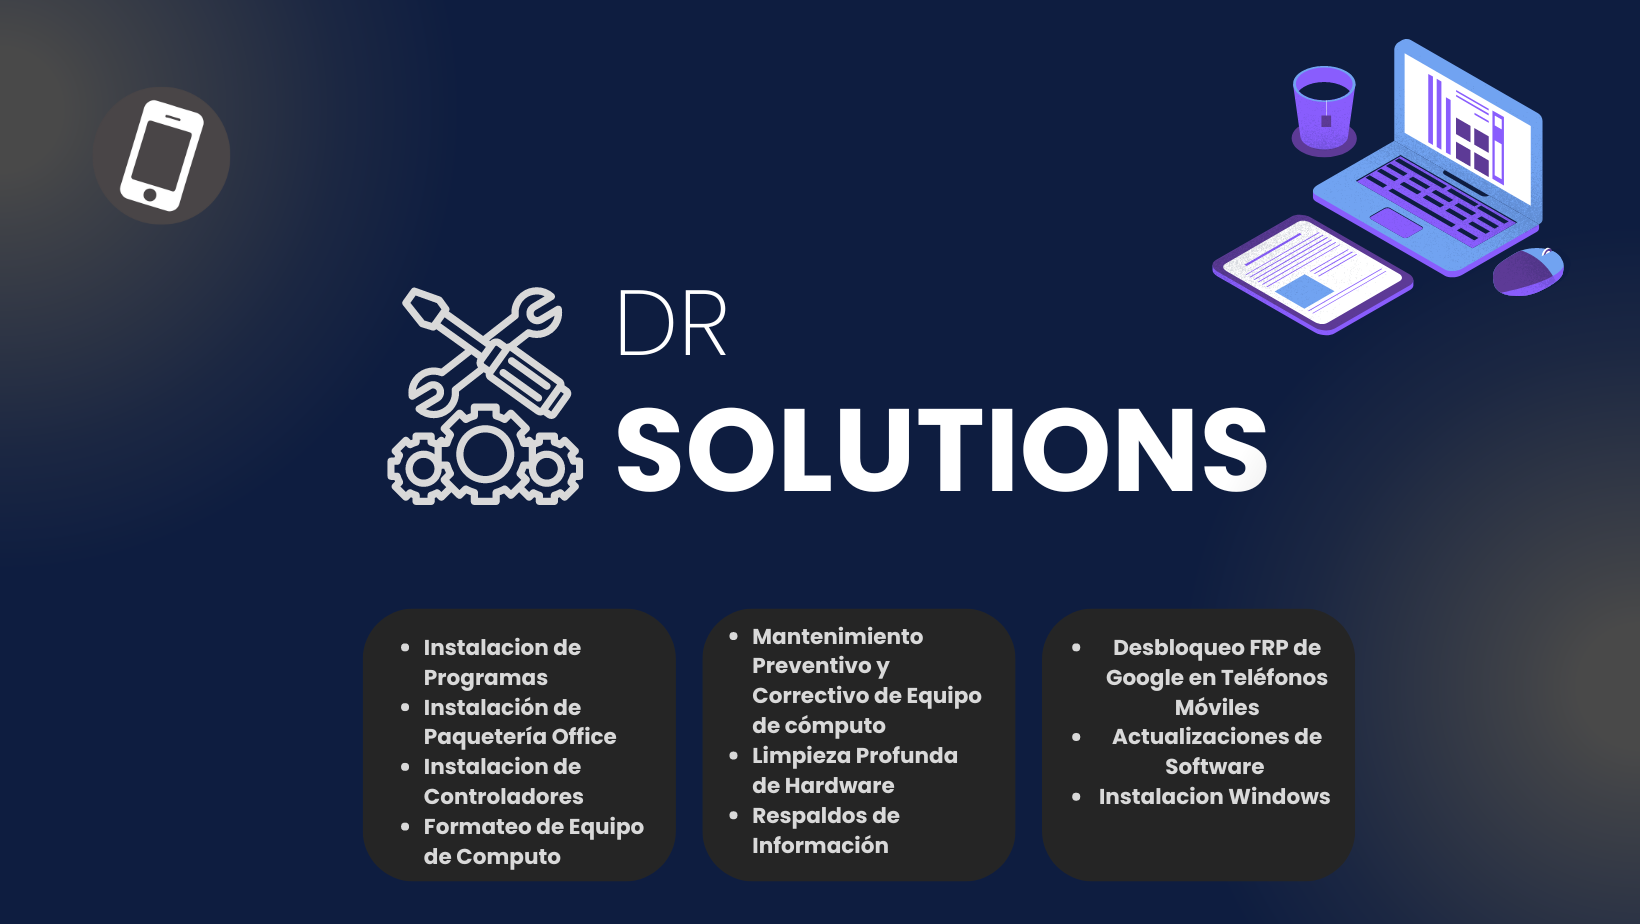 DR
SOLUTIONS
• Instalacion de
Programas
• Instalación de
Paquetería Office
• Instalacion de
Controladores
• Formateo de Equipo
de Computo
• Mantenimiento
Preventivo y
Correctivo de Equipo
de cómputo
• Limpieza Profunda
de Hardware
• Respaldos de
Información
• Desbloqueo FRP de
Google en Teléfonos
Móviles
• Actualizaciones de
Software
• Instalacion Windows